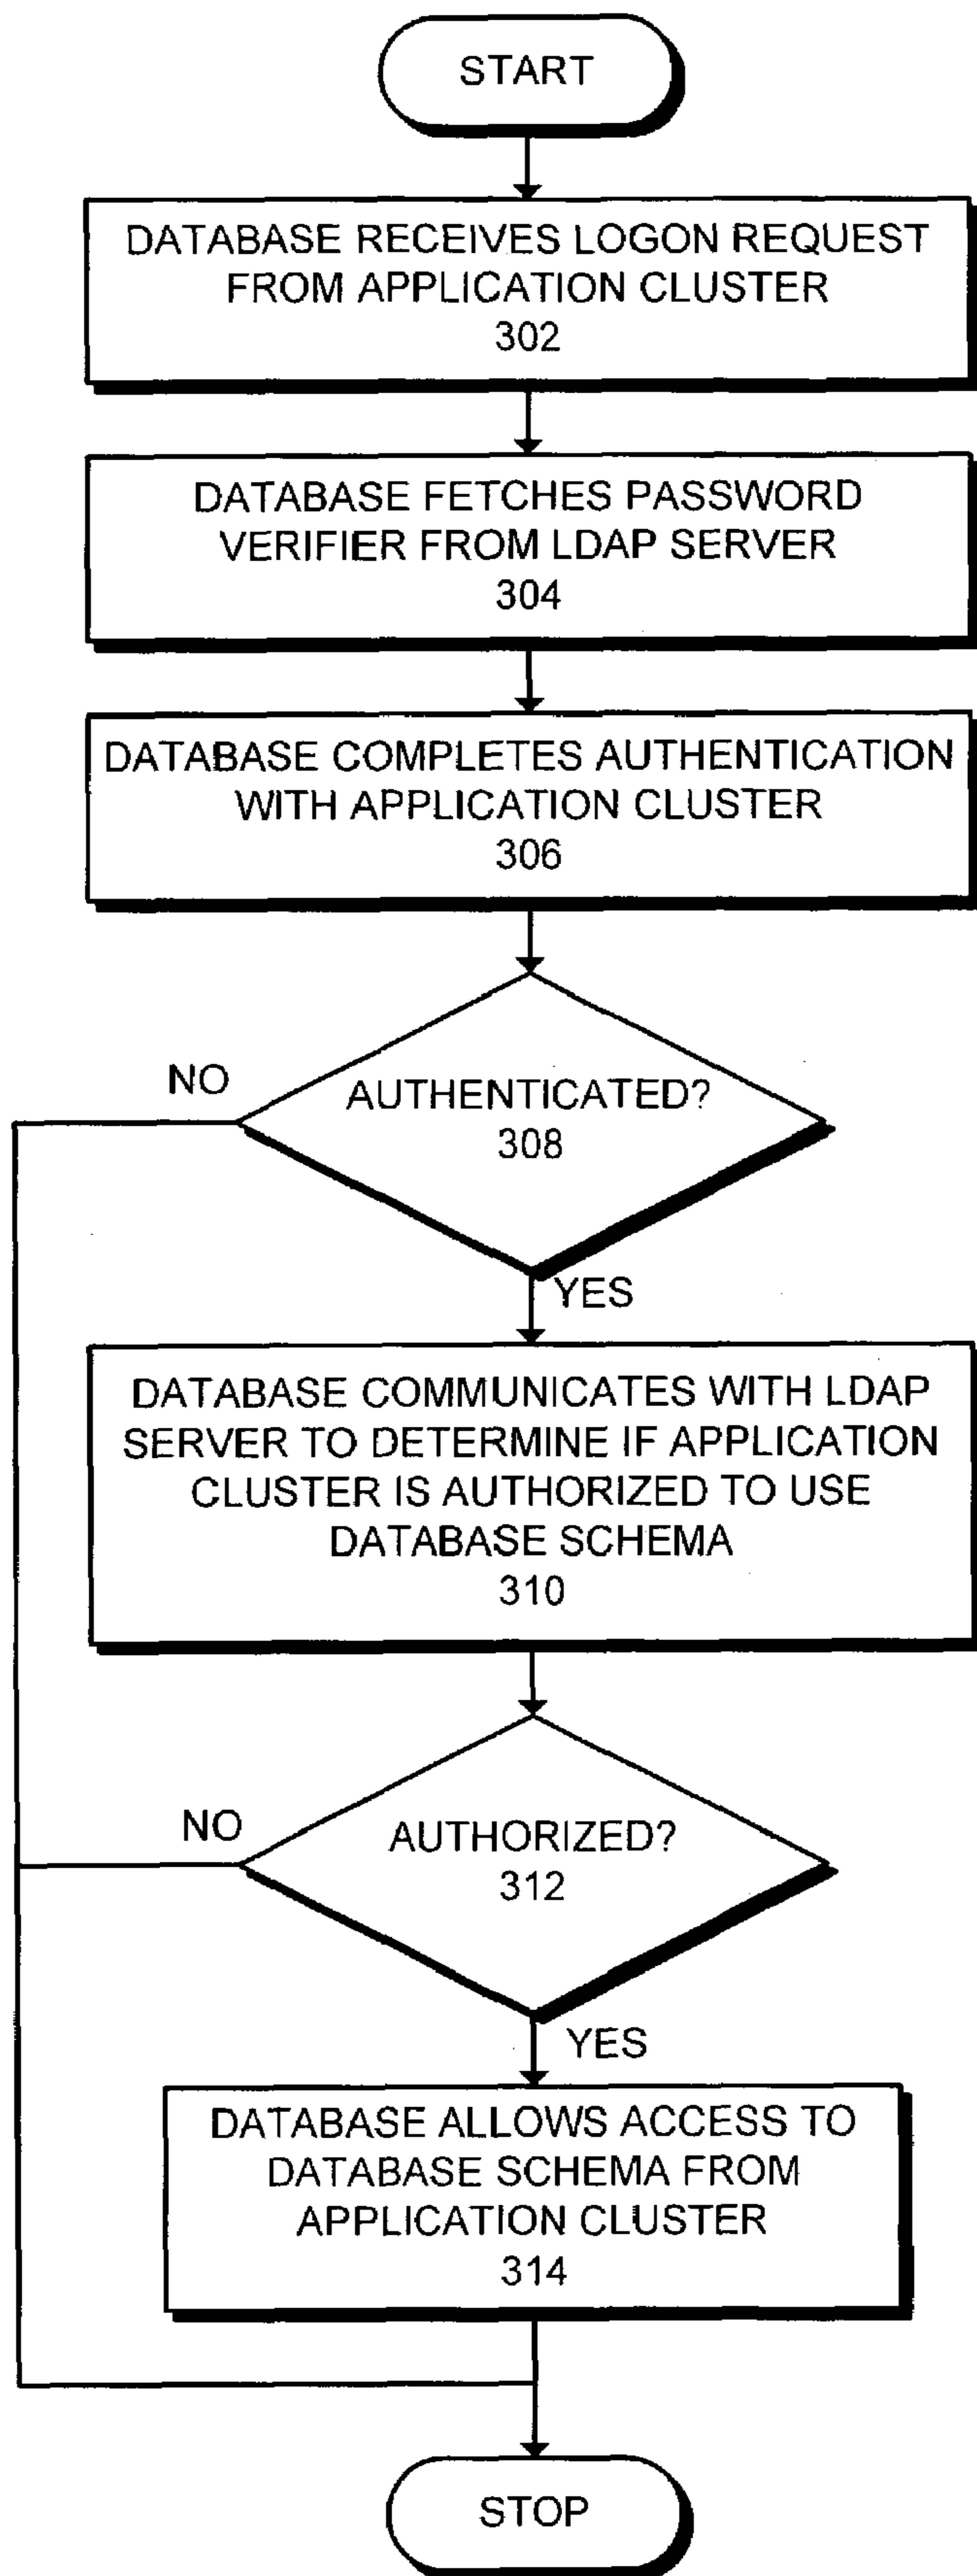 START
DATABASE RECEIVES LOGON REQUEST
FROM APPLICATION CLUSTER
302
DATABASE FETCHES PASSWORD
VERIFIER FROM LDAP SERVER
304
DATABASE COMPLETES AUTHENTICATION
WITH APPLICATION CLUSTER
306
NO
AUTHENTICATED?
308
YES
DATABASE COMMUNICATES WITH LDAP
SERVER TO DETERMINE IF APPLICATION
CLUSTER IS AUTHORIZED TO USE
DATABASE SCHEMA
310
NO
AUTHORIZED?
312
YES
DATABASE ALLOWS ACCESS TO
DATABASE SCHEMA FROM
APPLICATION CLUSTER
314
STOP